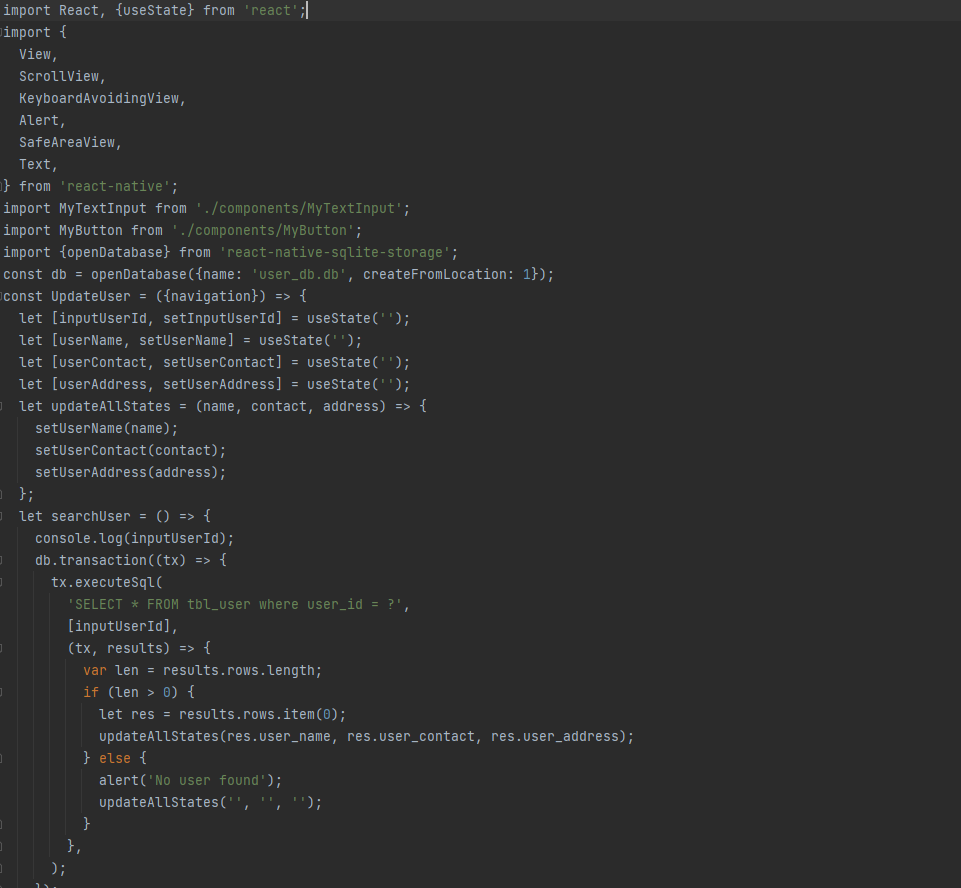 import React, {useState} from 'react';
import {
  View,
  ScrollView,
  KeyboardAvoidingView,
  Alert,
  SafeAreaView,
  Text,
} from 'react-native';
import MyTextInput from './components/MyTextInput';
import MyButton from './components/MyButton';
import {openDatabase} from 'react-native-sqlite-storage';
const db = openDatabase({name: 'user_db.db', createFromLocation: 1});
const UpdateUser = ({navigation}) => {
  let [inputUserId, setInputUserId] = useState('');
  let [userName, setUserName] = useState('');
  let [userContact, setUserContact] = useState('');
  let [userAddress, setUserAddress] = useState('');
  let updateAllStates = (name, contact, address) => {
    setUserName(name);
    setUserContact(contact);
    setUserAddress(address);
  };
  let searchUser = () => {
    console.log(inputUserId);
    db.transaction((tx) => {
      tx.executeSql(
        'SELECT * FROM tbl_user where user_id = ?',
        [inputUserId],
        (tx, results) => {
          var len = results.rows.length;
          if (len > 0) {
            let res = results.rows.item(0);
            updateAllStates(res.user_name, res.user_contact, res.user_address);
          } else {
            alert('No user found');
            updateAllStates('', '', '');
          }
        },
      );
    });